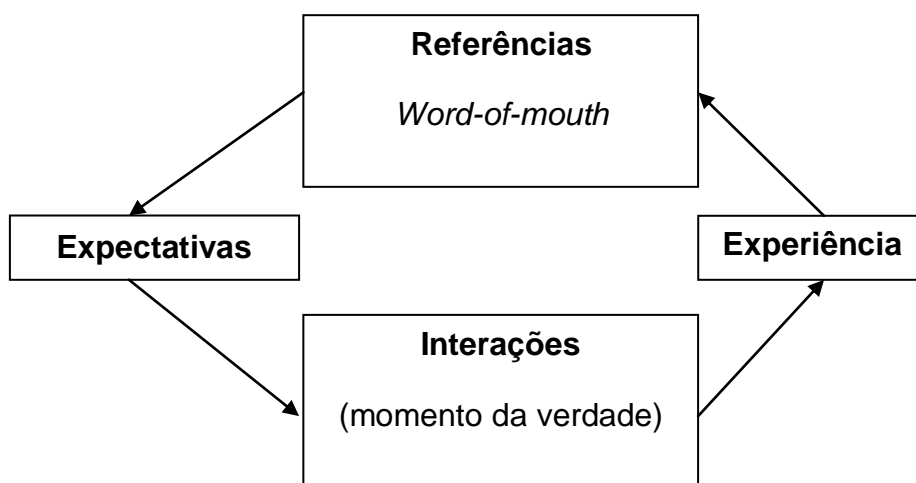 Referências
Word-of-mouth
Expectativas
Experiência
Interações
(momento da verdade)